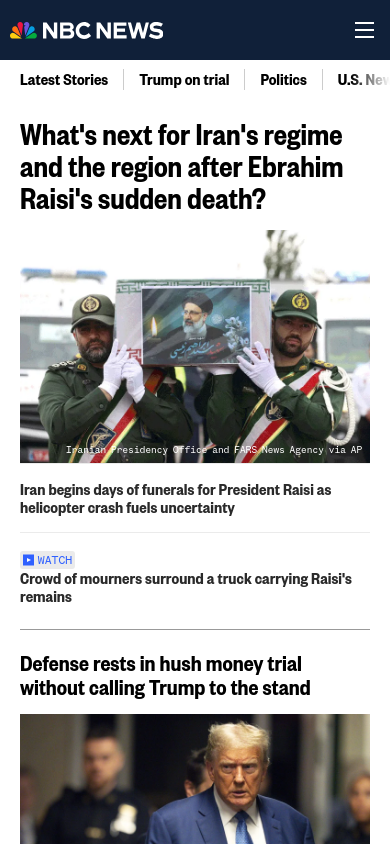 NBC NEWS
Latest Stories
Trump on trial
Politics
U.S.
What's next for Iran's regime
and the region after Ebrahim
Raisi's sudden death?
Iranian Presidency Office and FARS News Agency via AP
Iran begins days of funerals for President Raisi as
helicopter crash fuels uncertainty
WATCH
Crowd of mourners surround a truck carrying Raisi's
remains
Defense rests in hush money trial
without calling Trump to the stand